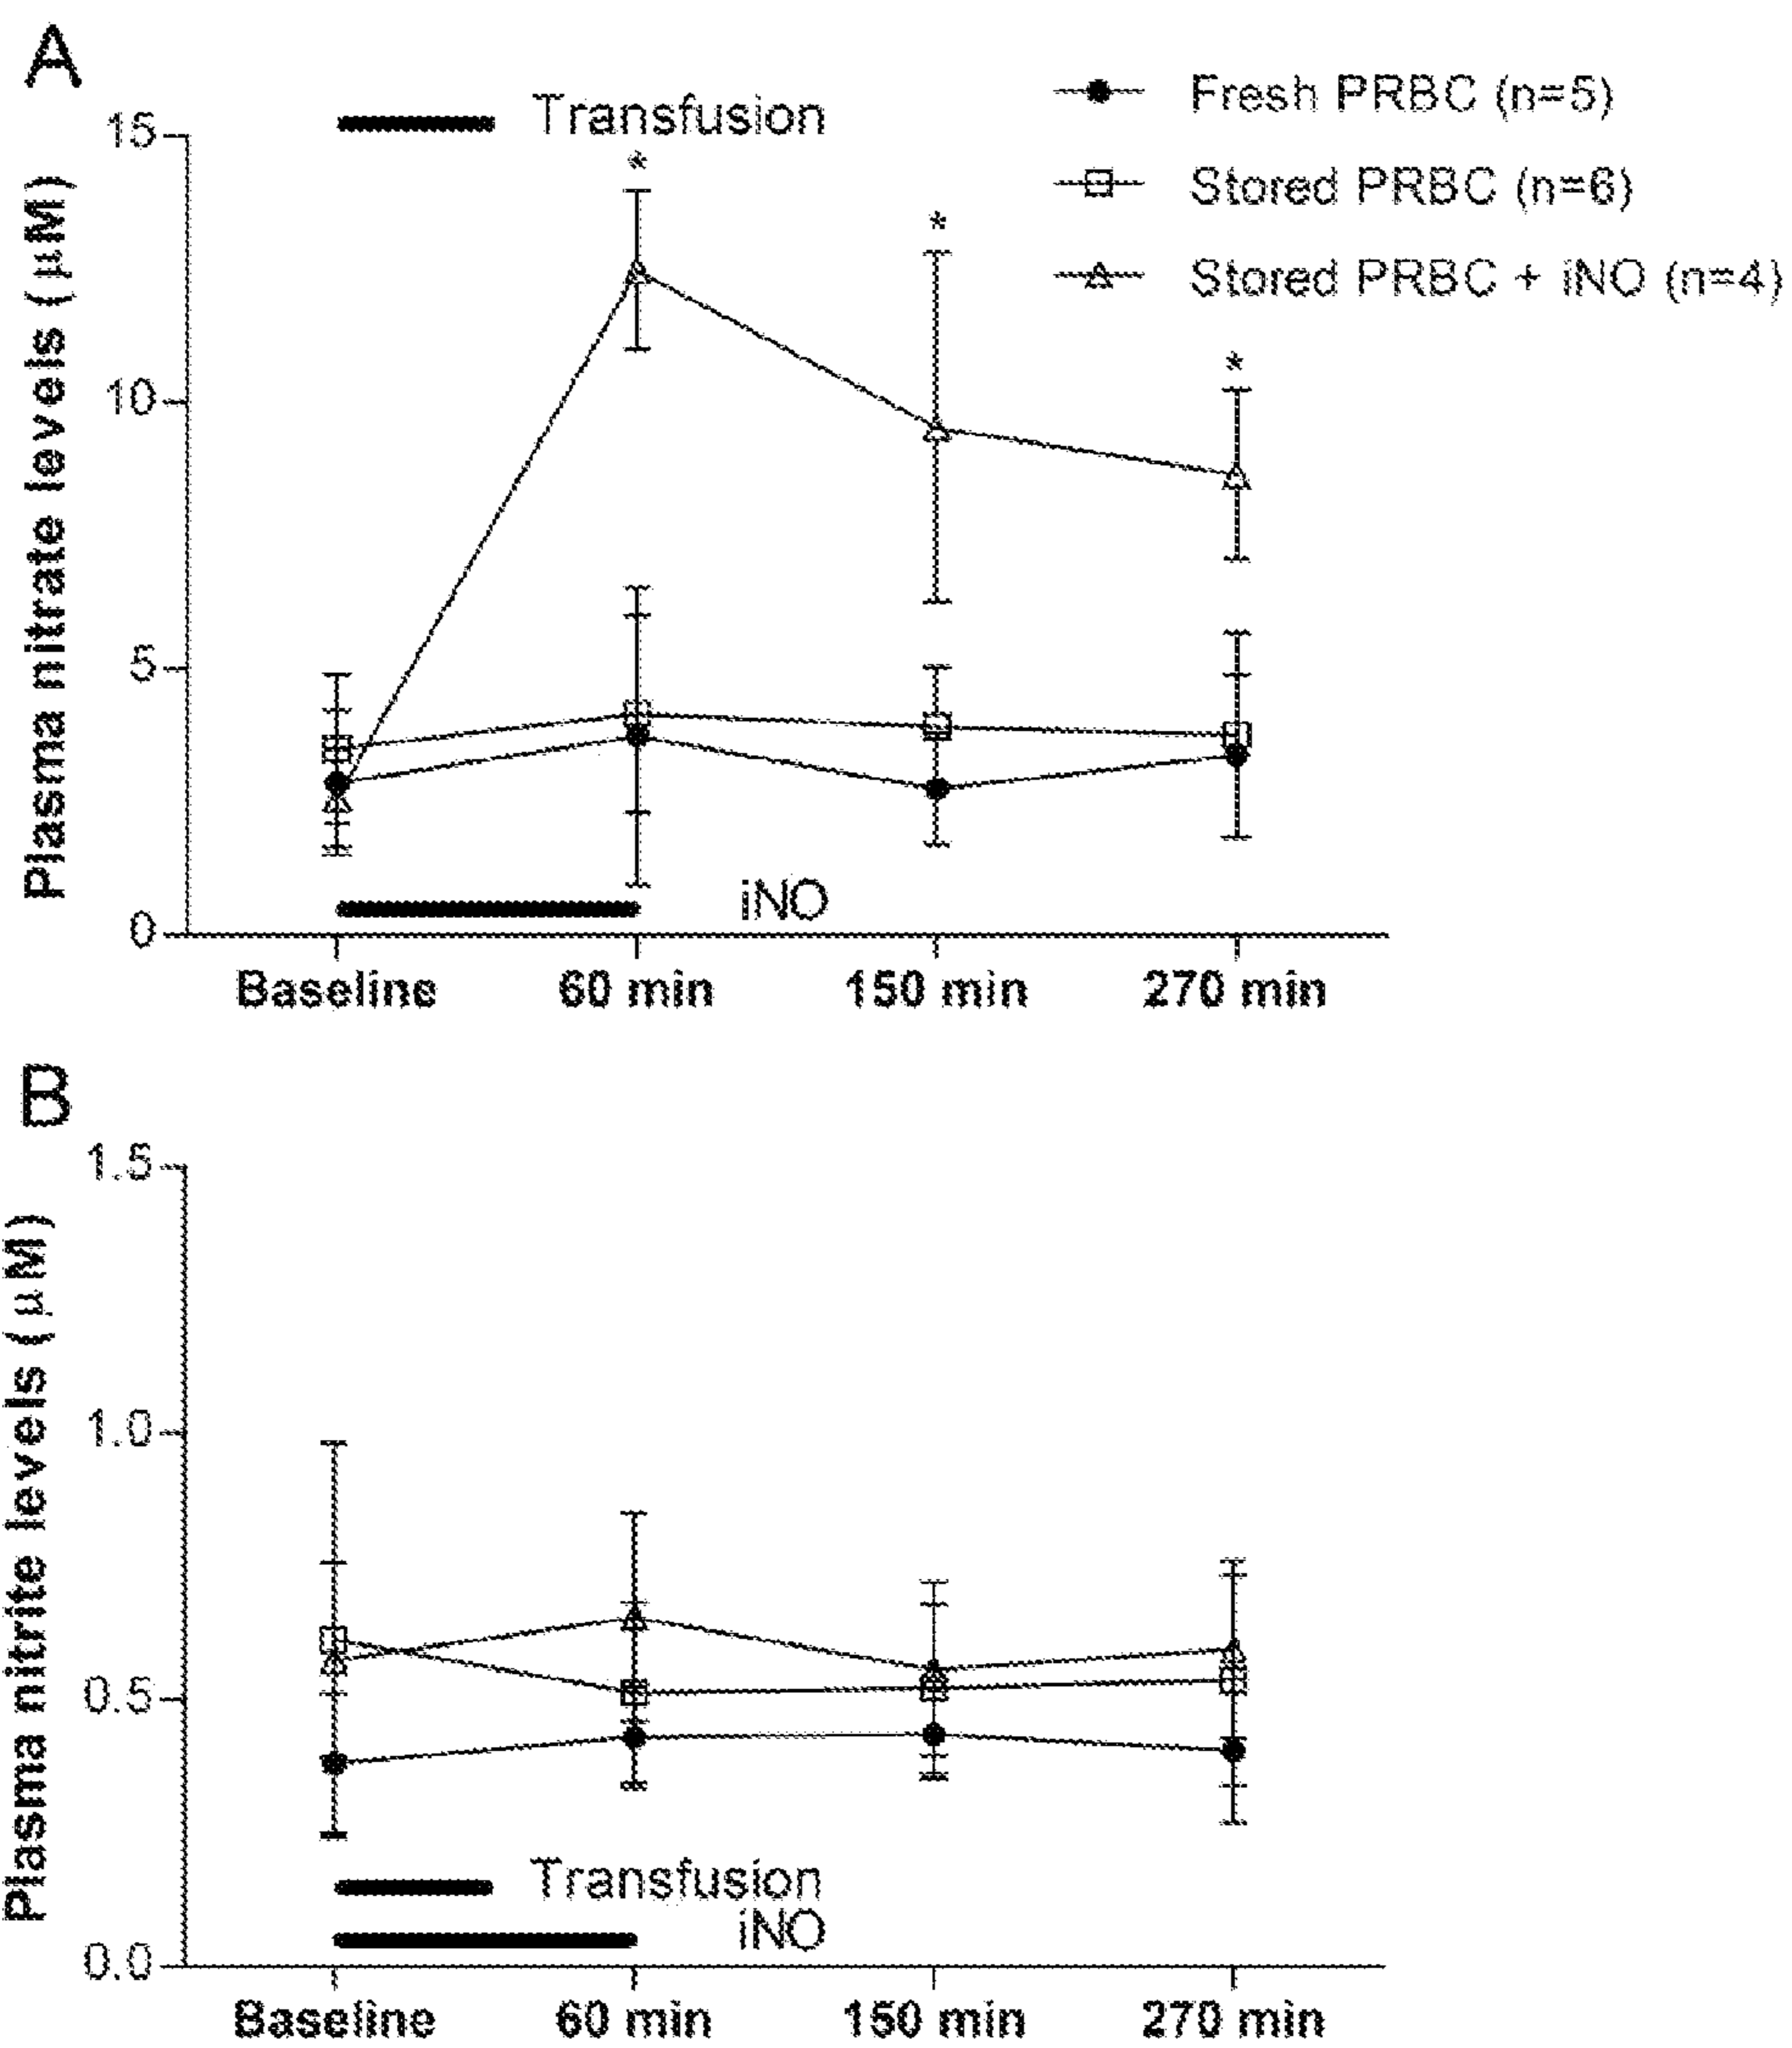 A
Transfusion
Fresh PRBC (n=5)
Stored PRBC (n=6)
Stored PRBC + iNO (n=4)
Plasma nitrate levels (μM)
15
10
5
0
*
*
*
iNO
Baseline 60 min 150 min 270 min
B
Plasma nitrite levels (μM)
1.5
1.0
0.5
0.0
Transfusion
iNO
Baseline 60 min 150 min 270 min